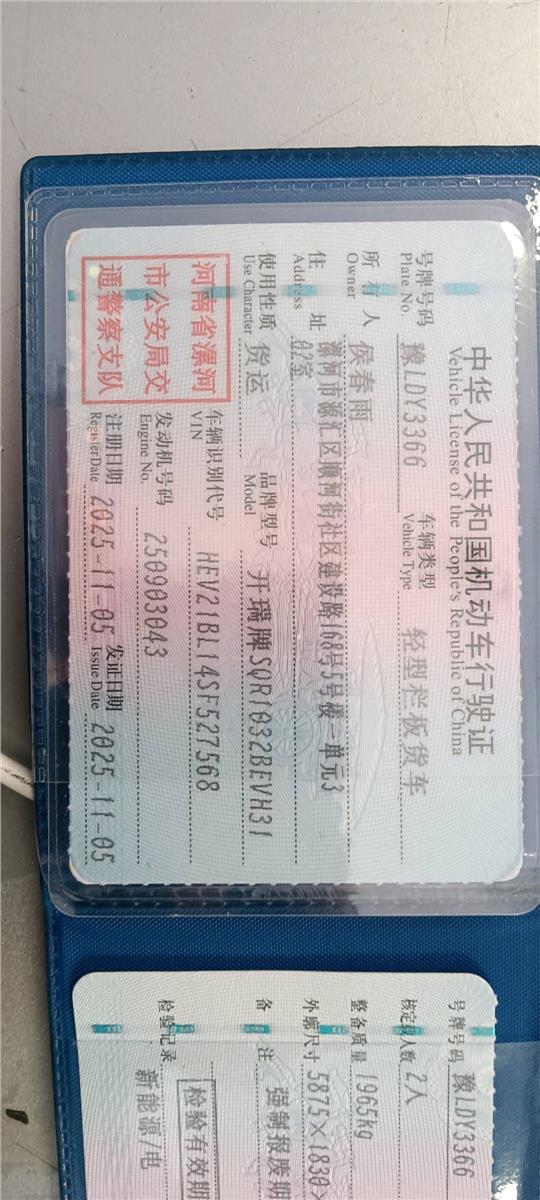 中华人民共和国机动车行驶证
Vehicle License of the People's Republic of China
号牌号码 豫LDY3366 车辆类型 轻型栏板货车
Plate No. Vehicle Type
所有人 侯春雨
Owner
住址 漯河市源汇区顺河街社区建设路168号5号楼一单元3
Address 02室
使用性质 货运 品牌型号 开瑞牌SQR1032BEVH31
Use Character Model
河南省漯河
市公安局交
通警察支队
车辆识别代号 HEV21BL14SF527568
VIN
发动机号码 250903043
Engine No.
注册日期 2025-11-05 发证日期 2025-11-05
Register Date Issue Date
号牌号码 豫LDY3366
核定载人数 2人
整备质量 1965kg
外廓尺寸 5875×1830
备注 强制报废期
检验有效期
检验记录 新能源/电